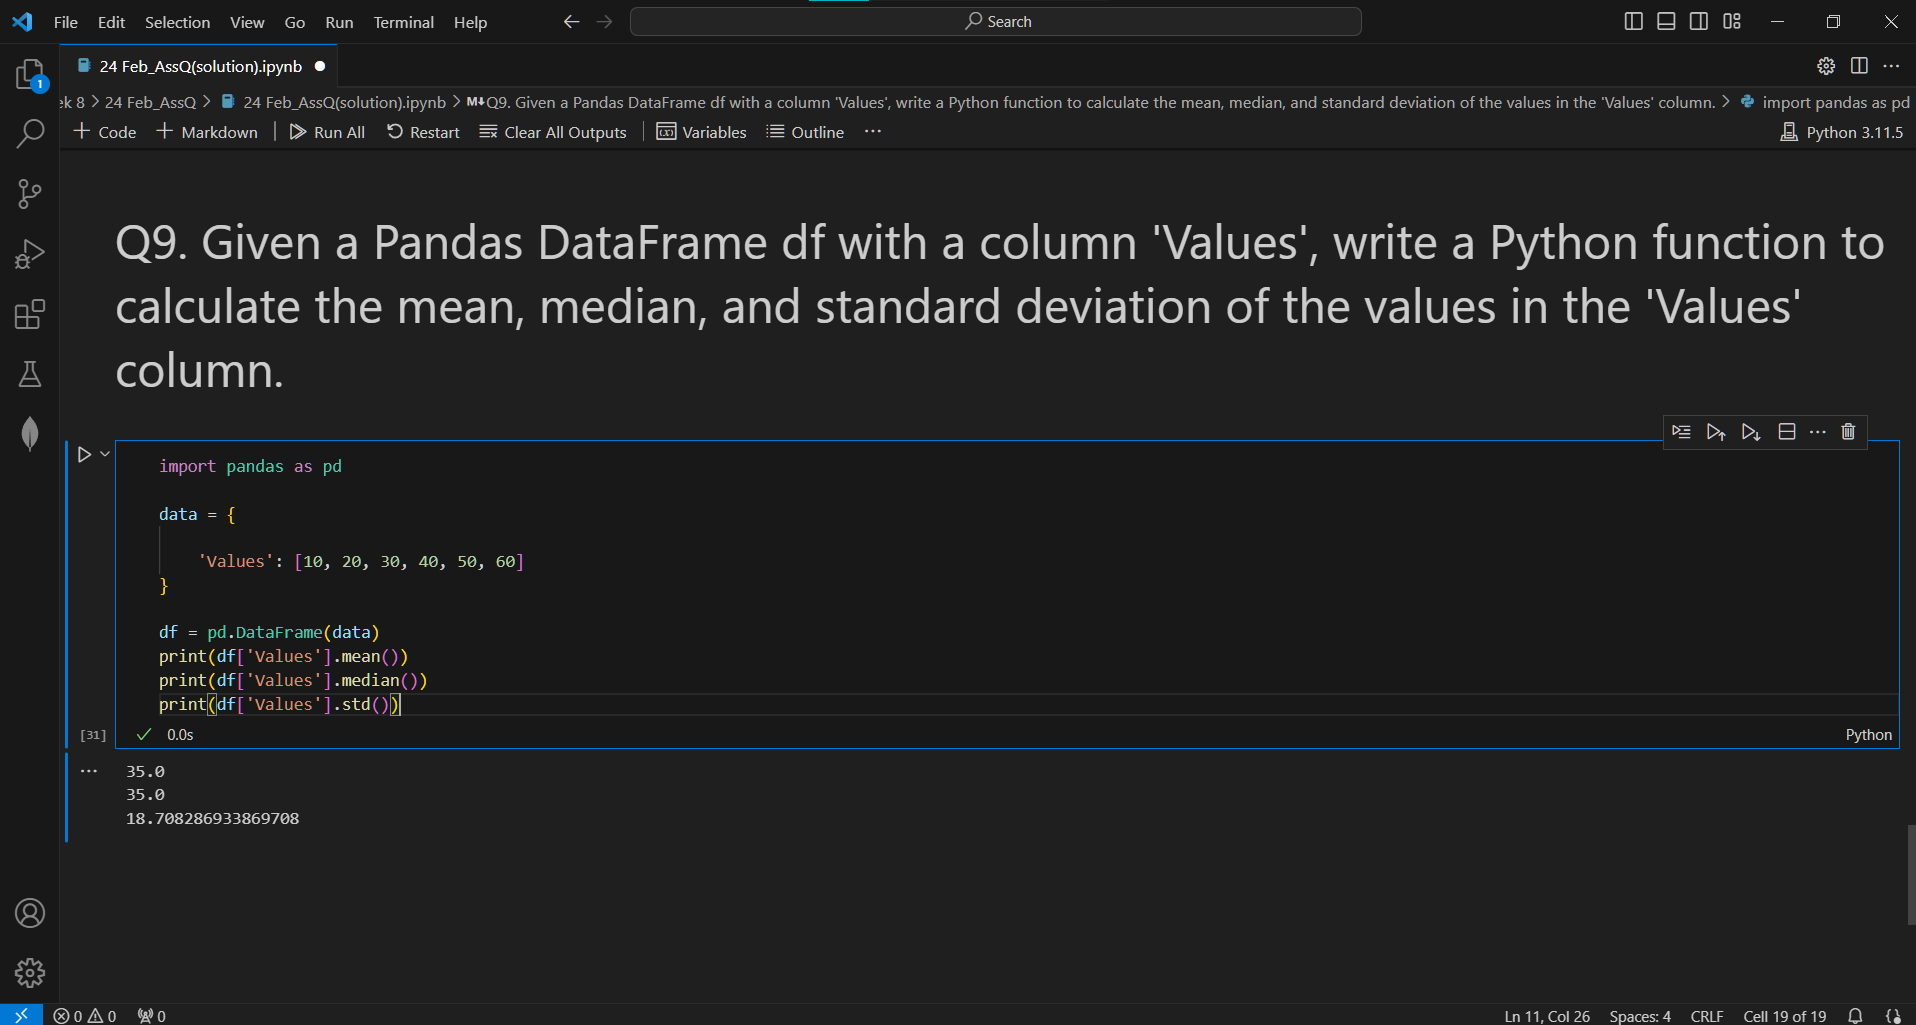 File Edit Selection View Go Run Terminal Help
Search
24 Feb_AssQ(solution).ipynb
1
ek 8 > 24 Feb_AssQ > 24 Feb_AssQ(solution).ipynb > M↓Q9. Given a Pandas DataFrame df with a column 'Values', write a Python function to calculate the mean, median, and standard deviation of the values in the 'Values' column. > import pandas as pd
+ Code + Markdown | Run All Restart Clear All Outputs | Variables Outline ...
Python 3.11.5
Q9. Given a Pandas DataFrame df with a column 'Values', write a Python function to
calculate the mean, median, and standard deviation of the values in the 'Values'
column.
import pandas as pd
data = {
'Values': [10, 20, 30, 40, 50, 60]
}
df = pd.DataFrame(data)
print(df['Values'].mean())
print(df['Values'].median())
print(df['Values'].std())
[31] 0.0s Python
35.0
35.0
18.708286933869708
0 0 0 Ln 11, Col 26 Spaces: 4 CRLF Cell 19 of 19